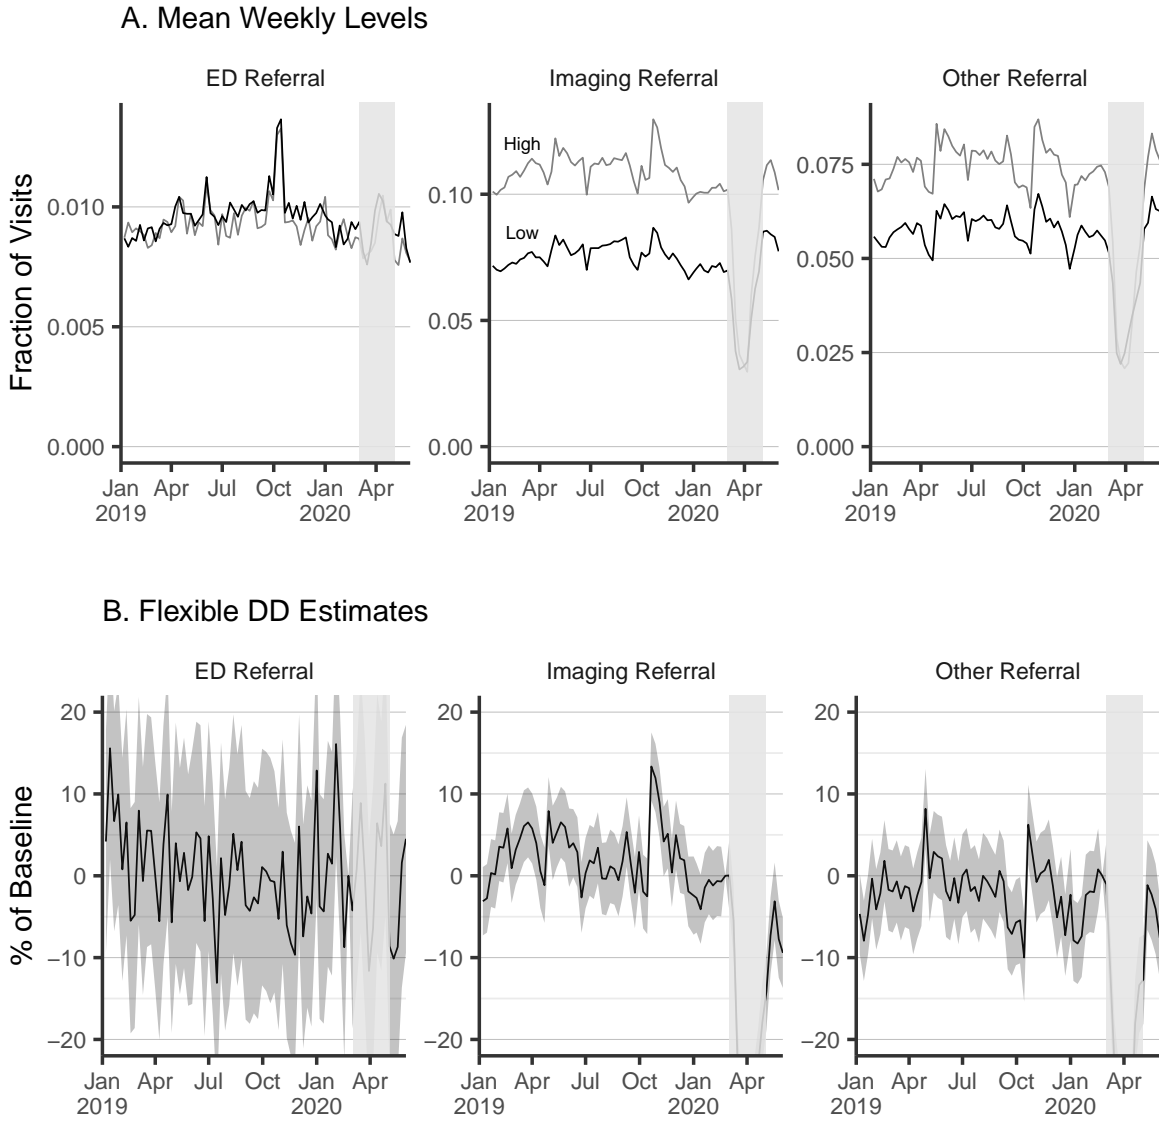 A. Mean Weekly Levels
ED Referral
Imaging Referral
Other Referral
Fraction of Visits
0.010
0.005
0.000
High
Low
0.10
0.05
0.00
0.075
0.050
0.025
0.000
Jan Apr Jul Oct Jan Apr
2019 2020
Jan Apr Jul Oct Jan Apr
2019 2020
Jan Apr Jul Oct Jan Apr
2019 2020
B. Flexible DD Estimates
ED Referral
Imaging Referral
Other Referral
% of Baseline
20
10
0
−10
−20
20
10
0
−10
−20
20
10
0
−10
−20
Jan Apr Jul Oct Jan Apr
2019 2020
Jan Apr Jul Oct Jan Apr
2019 2020
Jan Apr Jul Oct Jan Apr
2019 2020